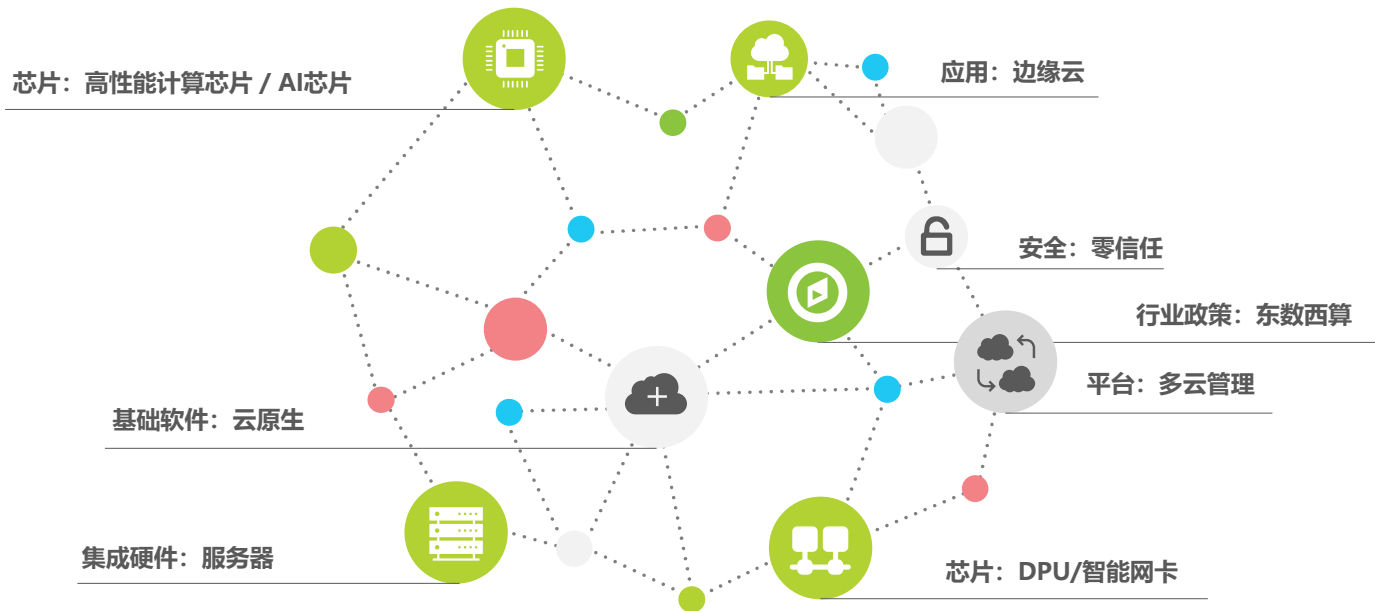 芯片：高性能计算芯片 / AI芯片
应用：边缘云
安全：零信任
行业政策：东数西算
平台：多云管理
基础软件：云原生
集成硬件：服务器
芯片：DPU/智能网卡